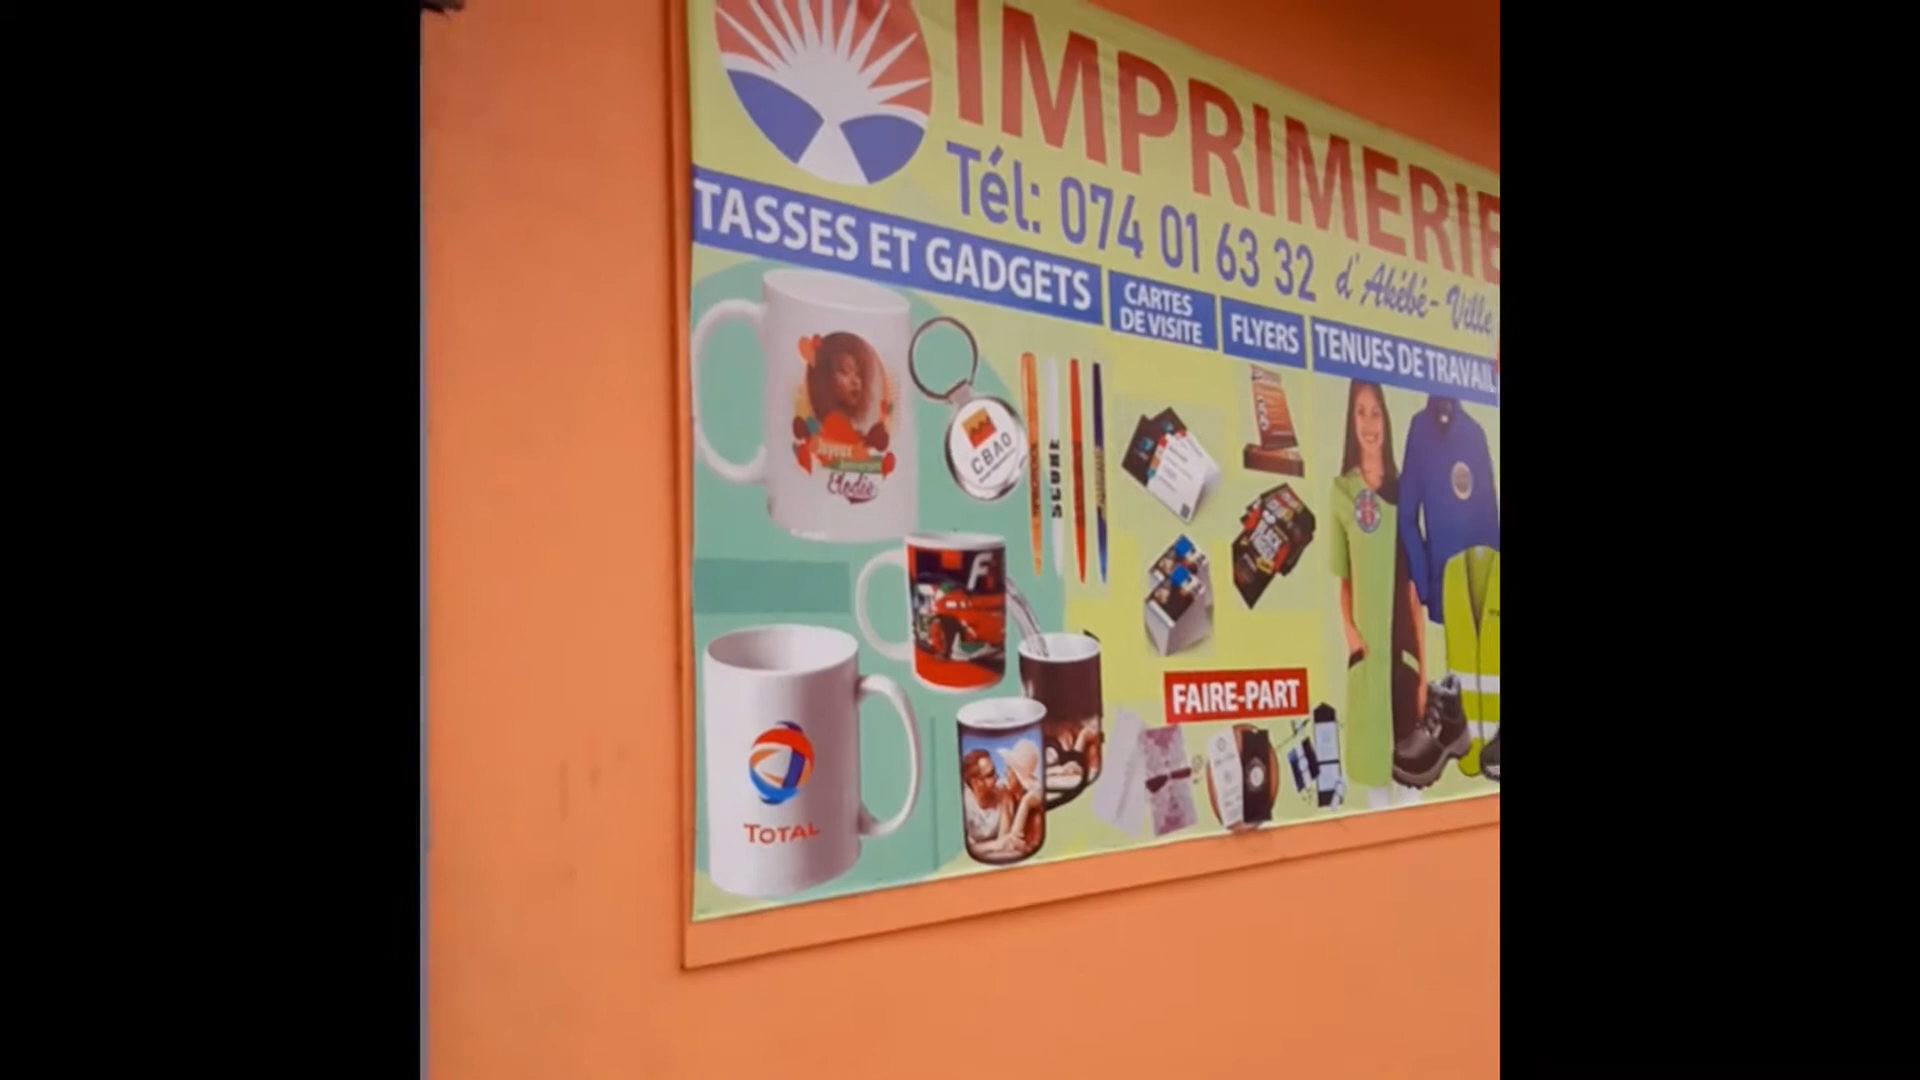 IMPRIMERIE
Tél: 074 01 63 32
d'Akébé-Ville
TASSES ET GADGETS
CARTES
DE VISITE
FLYERS
TENUES DE TRAVAIL
Elodie
CBAO
F
TOTAL
FAIRE-PART